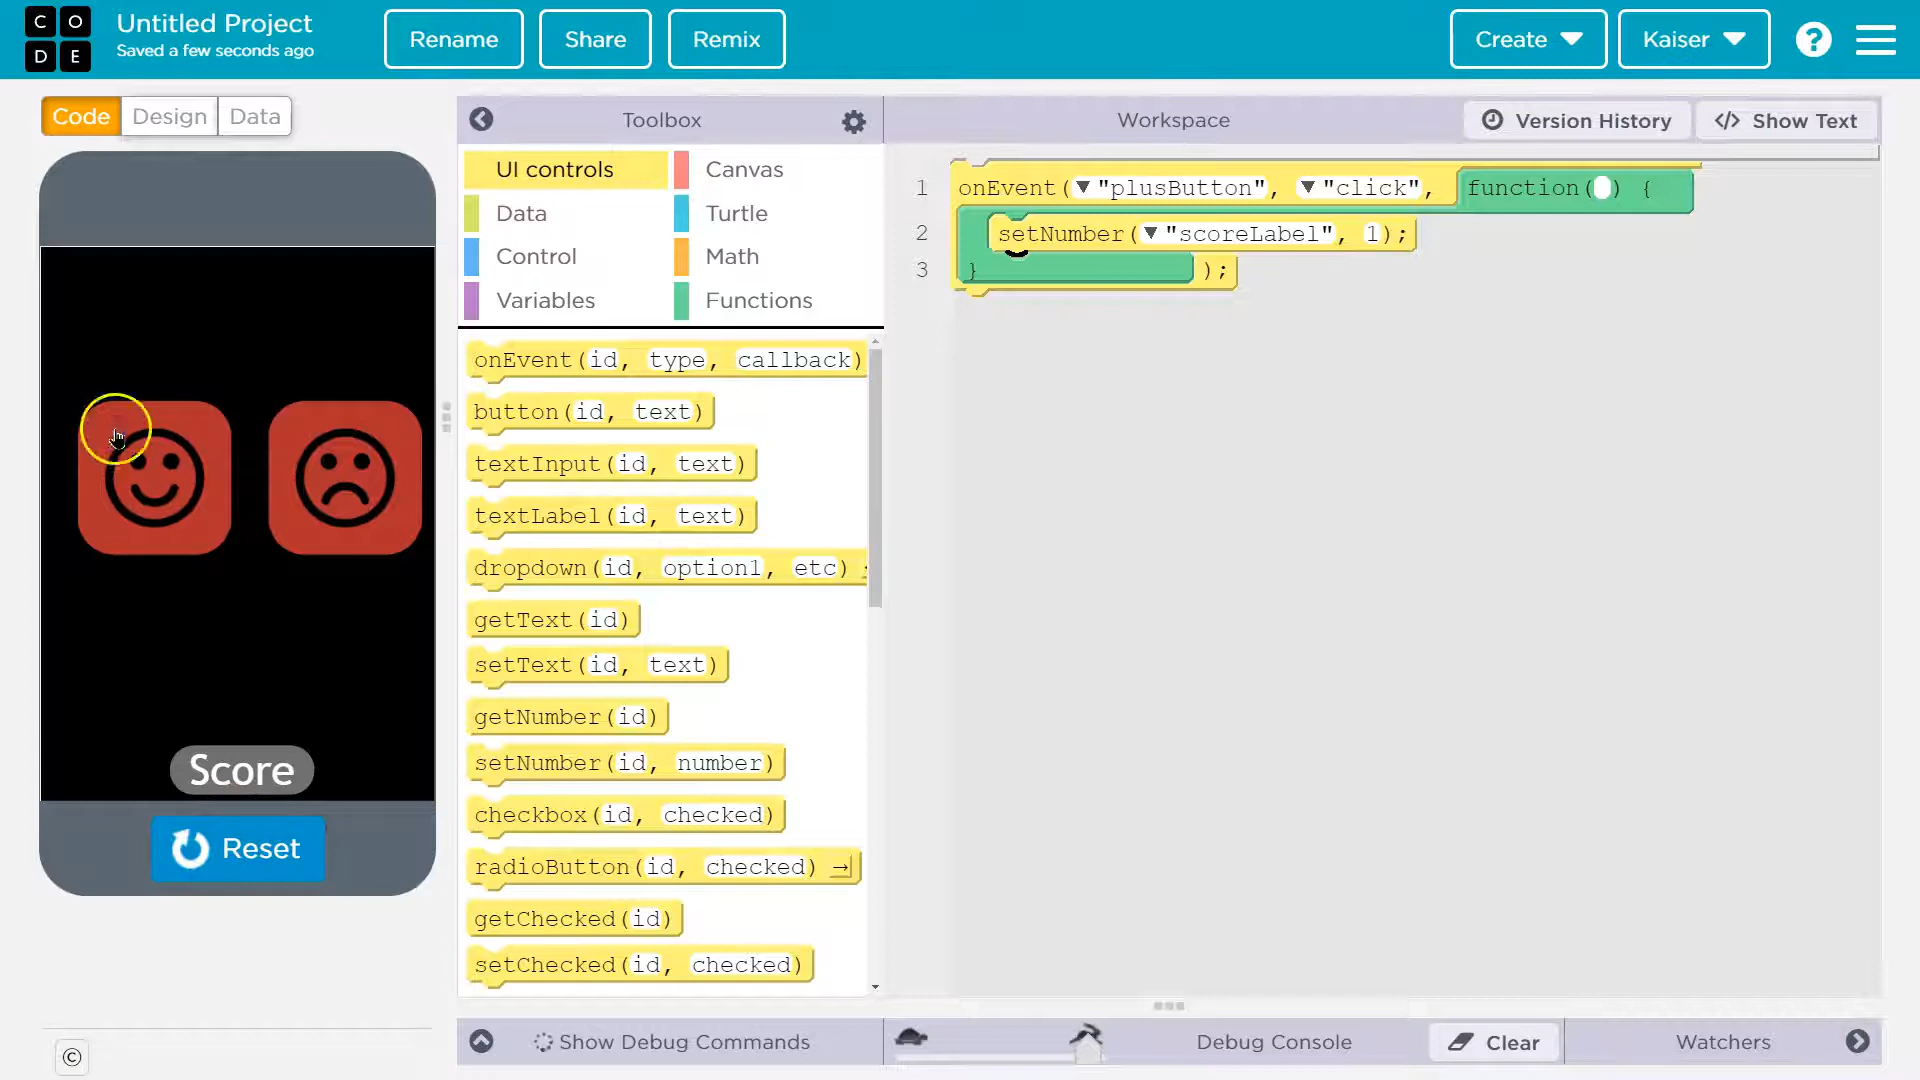 C O
D E
Untitled Project
Saved a few seconds ago
Rename
Share
Remix
Create
Kaiser
?
Code
Design
Data
Toolbox
Workspace
Version History
</> Show Text
UI controls
Canvas
Data
Turtle
Control
Math
Variables
Functions
onEvent(id, type, callback)
button(id, text)
textInput(id, text)
textLabel(id, text)
dropdown(id, option1, etc)
getText(id)
setText(id, text)
getNumber(id)
setNumber(id, number)
checkbox(id, checked)
radioButton(id, checked) →
getChecked(id)
setChecked(id, checked)
1 onEvent(▼"plusButton", ▼"click", function( ) {
2 setNumber(▼"scoreLabel", 1);
3 } );
Score
Reset
©
Show Debug Commands
Debug Console
Clear
Watchers